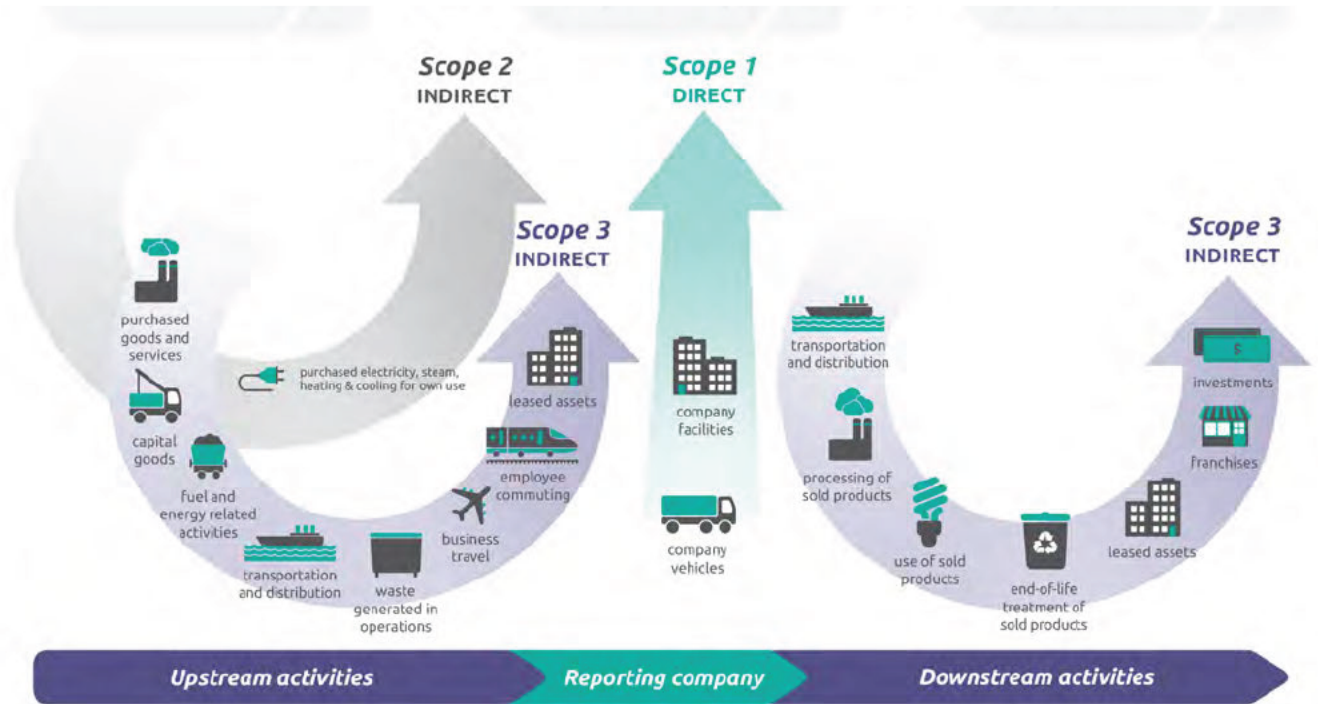 Scope 2
INDIRECT
Scope 1
DIRECT
Scope 3
INDIRECT
Scope 3
INDIRECT
purchased
goods and
services
capital
goods
fuel and
energy related
activities
purchased electricity, steam,
heating & cooling for own use
transportation
and distribution
waste
generated in
operations
business
travel
employee
commuting
leased assets
company
facilities
company
vehicles
transportation
and distribution
processing of
sold products
use of sold
products
end-of-life
treatment of
sold products
leased assets
franchises
$
investments
Upstream activities
Reporting company
Downstream activities